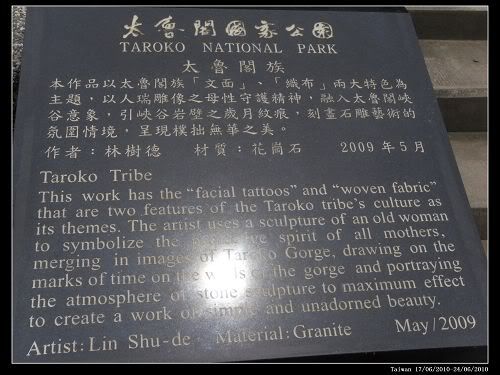 太魯閣國家公園
TAROKO NATIONAL PARK
太魯閣族
本作品以太魯閣族「文面」、「織布」兩大特色為
主題，以人瑞雕像之母性守護精神，融入太魯閣峽
谷意象，引峽谷岩壁之歲月紋痕，刻畫石雕藝術的
氛圍情境，呈現樸拙無華之美。
作者：林樹德　材質：花崗石　2009年5月
Taroko Tribe
This work has the “facial tattoos” and “woven fabric”
that are two features of the Taroko tribe's culture as
its themes. The artist uses a sculpture of an old woman
to symbolize the spirit of all mothers,
merging in images of Taroko Gorge, drawing on the
marks of time on the walls of the gorge and portraying
the atmosphere of stone sculpture to maximum effect
to create a work of simple and unadorned beauty.
Artist: Lin Shu-de Material: Granite May/2009
Taiwan 17/06/2010-24/06/2010